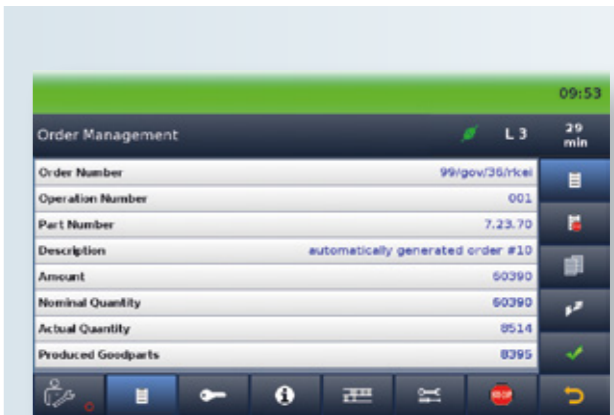 09:53
Order Management L 3 29 min
Order Number 99/gov/36/rkei
Operation Number 001
Part Number 7.23.70
Description automatically generated order #10
Amount 60390
Nominal Quantity 60390
Actual Quantity 8514
Produced Goodparts 8395
STOP